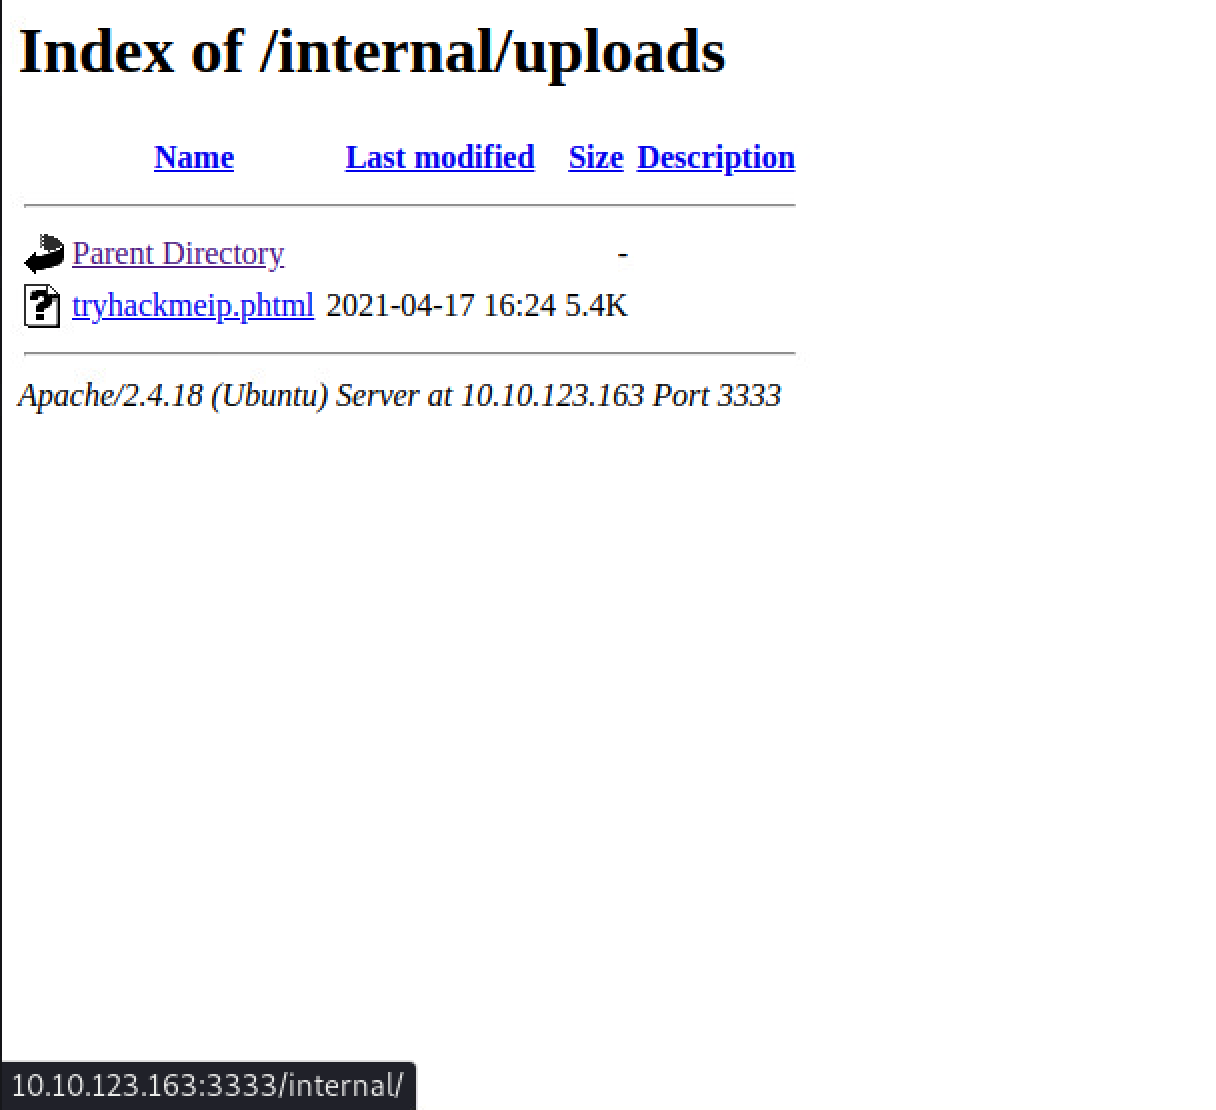 Index of /internal/uploads
Name Last modified Size Description
Parent Directory -
tryhackmeip.phtml 2021-04-17 16:24 5.4K
Apache/2.4.18 (Ubuntu) Server at 10.10.123.163 Port 3333
10.10.123.163:3333/internal/